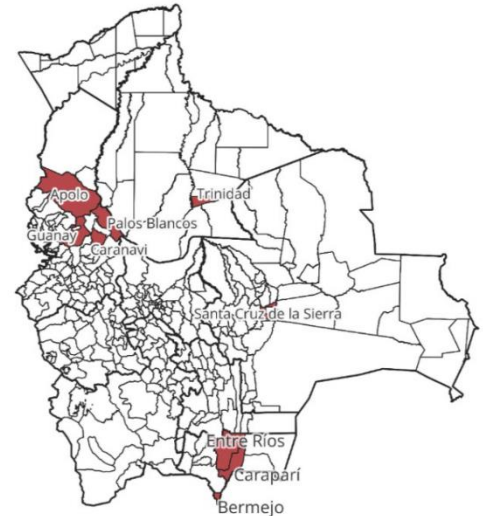 Apolo
Trinidad
Palos Blancos
Guanay
Caranavi
Santa Cruz de la Sierra
Entre Ríos
Caraparí
Bermejo